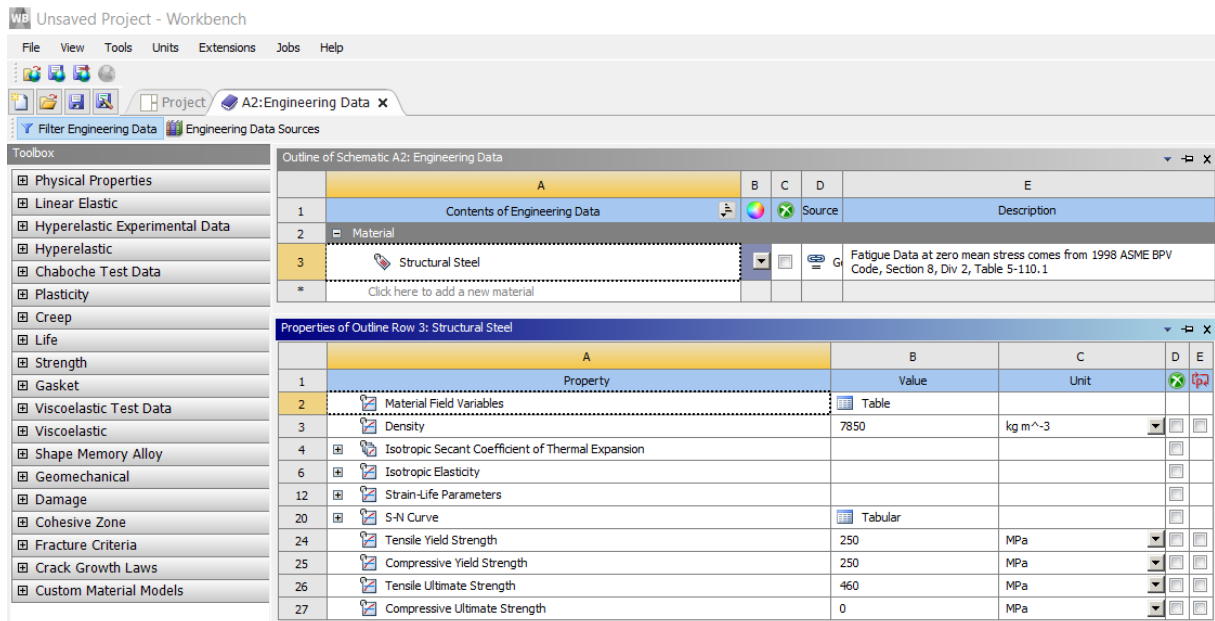 WB Unsaved Project - Workbench
File View Tools Units Extensions Jobs Help
Project A2:Engineering Data x
Filter Engineering Data Engineering Data Sources
Toolbox
Physical Properties
Linear Elastic
Hyperelastic Experimental Data
Hyperelastic
Chaboche Test Data
Plasticity
Creep
Life
Strength
Gasket
Viscoelastic Test Data
Viscoelastic
Shape Memory Alloy
Geomechanical
Damage
Cohesive Zone
Fracture Criteria
Crack Growth Laws
Custom Material Models
Outline of Schematic A2: Engineering Data
A B C D E
1 Contents of Engineering Data Source Description
2 Material
3 Structural Steel Fatigue Data at zero mean stress comes from 1998 ASME BPV
Code, Section 8, Div 2, Table 5-110.1
* Click here to add a new material
Properties of Outline Row 3: Structural Steel
A B C D E
1 Property Value Unit
2 Material Field Variables Table
3 Density 7850 kg m^-3
4 Isotropic Secant Coefficient of Thermal Expansion
6 Isotropic Elasticity
12 Strain-Life Parameters
20 S-N Curve Tabular
24 Tensile Yield Strength 250 MPa
25 Compressive Yield Strength 250 MPa
26 Tensile Ultimate Strength 460 MPa
27 Compressive Ultimate Strength 0 MPa